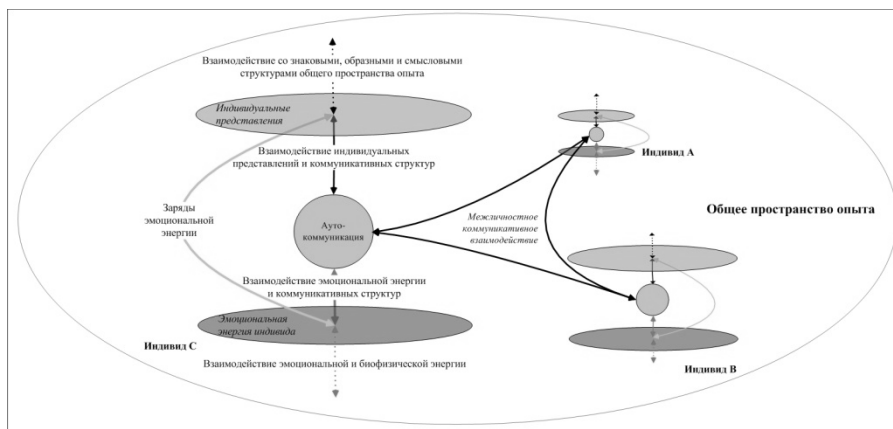 Взаимодействие со знаковыми, образными и смысловыми
структурами общего пространства опыта
Индивидуальные
представления
Взаимодействие индивидуальных
представлений и коммуникативных структур
Заряды
эмоциональной
энергии
Ауто-
коммуникация
Взаимодействие эмоциональной энергии
и коммуникативных структур
Эмоциональная
энергия индивида
Индивид С
Взаимодействие эмоциональной и биофизической энергии
Межличностное
коммуникативное
взаимодействие
Индивид А
Общее пространство опыта
Индивид В